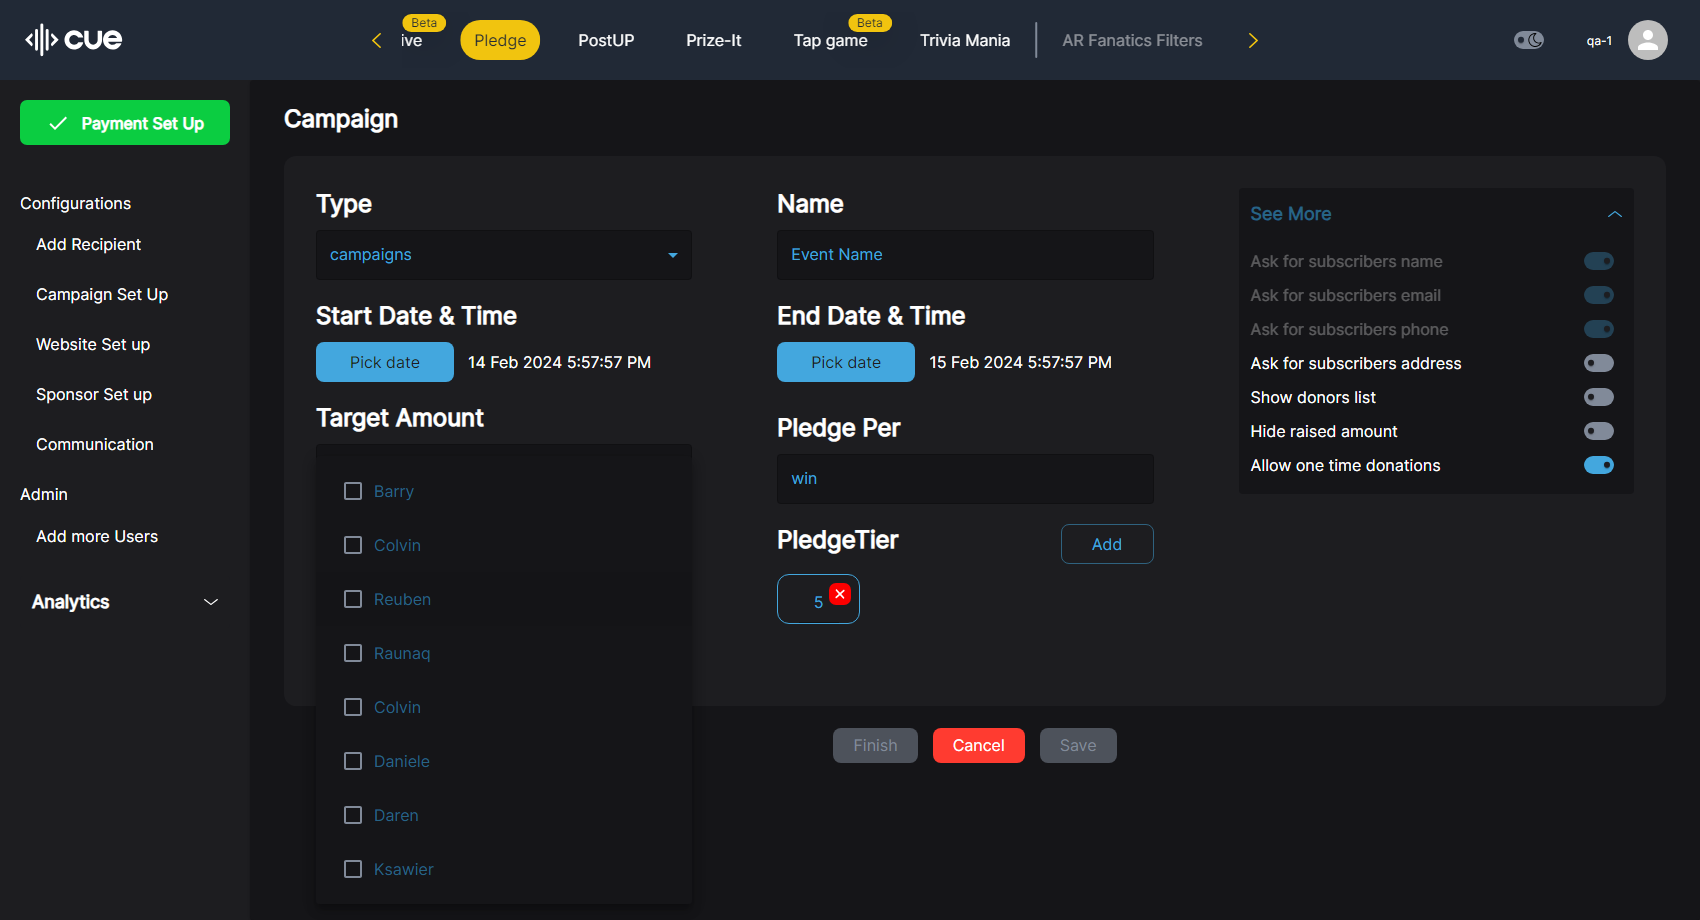 cue
ive
Beta
Pledge
PostUP
Prize-It
Tap game
Beta
Trivia Mania
AR Fanatics Filters
qa-1
Payment Set Up
Configurations
Add Recipient
Campaign Set Up
Website Set up
Sponsor Set up
Communication
Admin
Add more Users
Analytics
Campaign
Type
campaigns
Name
Event Name
Start Date & Time
Pick date
14 Feb 2024 5:57:57 PM
End Date & Time
Pick date
15 Feb 2024 5:57:57 PM
Target Amount
Barry
Colvin
Reuben
Raunaq
Colvin
Daniele
Daren
Ksawier
Pledge Per
win
PledgeTier
Add
5
See More
Ask for subscribers name
Ask for subscribers email
Ask for subscribers phone
Ask for subscribers address
Show donors list
Hide raised amount
Allow one time donations
Finish
Cancel
Save